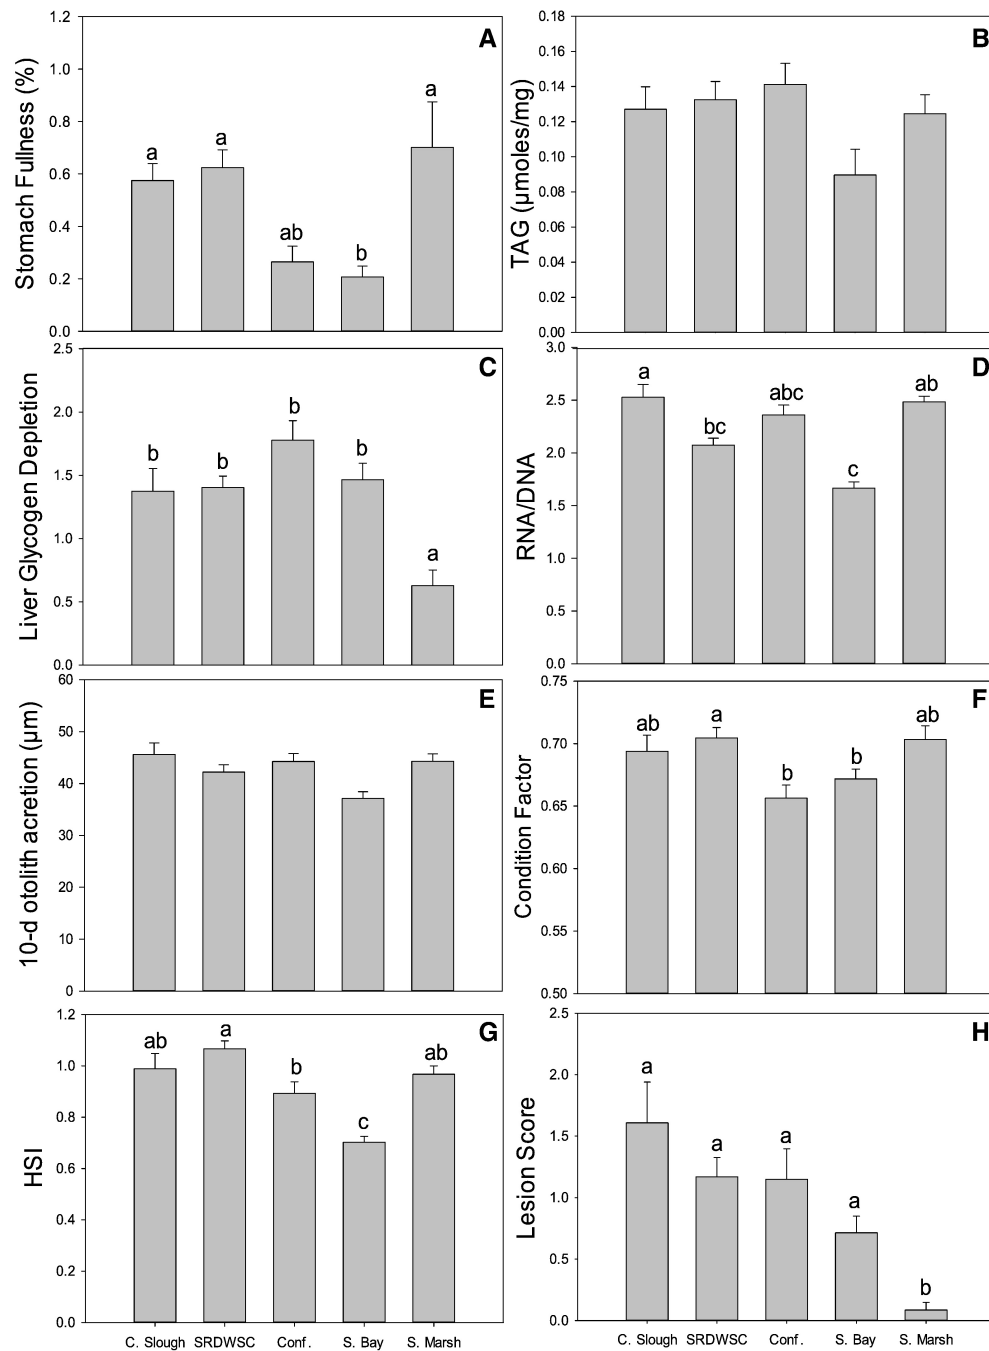 A
Stomach Fullness (%)
1.2
1.0
0.8
0.6
0.4
0.2
0.0
a
a
ab
b
a
B
TAG (µmoles/mg)
0.18
0.16
0.14
0.12
0.10
0.08
0.06
0.04
0.02
0.00
C
Liver Glycogen Depletion
2.5
2.0
1.5
1.0
0.5
0.0
b
b
b
b
a
D
RNA/DNA
3.0
2.5
2.0
1.5
1.0
0.5
0.0
a
bc
abc
c
ab
E
10-d otolith acretion (µm)
60
50
40
30
20
10
0
F
Condition Factor
0.75
0.70
0.65
0.60
0.55
0.50
ab
a
b
b
ab
G
HSI
1.2
1.0
0.8
0.6
0.4
0.2
0.0
ab
a
b
c
ab
C. Slough SRDWSC Conf. S. Bay S. Marsh
H
Lesion Score
2.5
2.0
1.5
1.0
0.5
0.0
a
a
a
a
b
C. Slough SRDWSC Conf. S. Bay S. Marsh